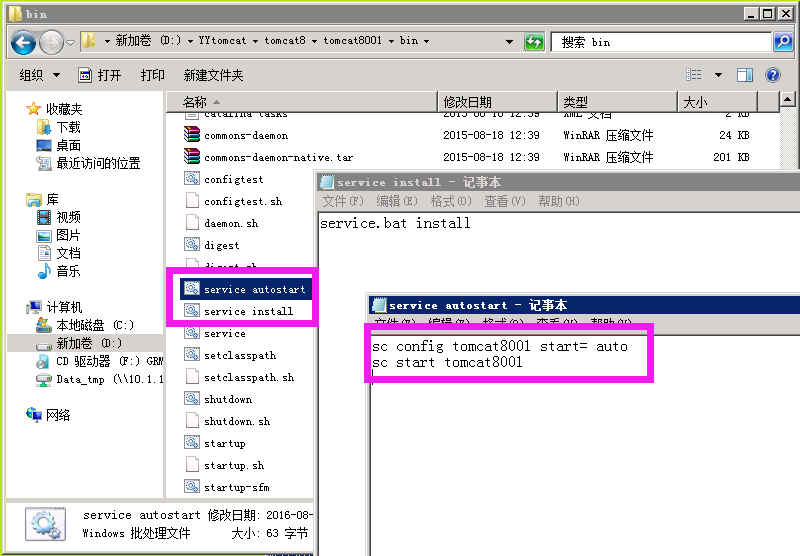 bin
新加卷 (D:) YYtomcat tomcat8 tomcat8001 bin
搜索 bin
组织 打开 打印 新建文件夹
名称 修改日期 类型 大小
catalina-tasks 2015-08-18 12:39 XML 文档 2 KB
commons-daemon 2015-08-18 12:39 WinRAR 压缩文件 24 KB
commons-daemon-native.tar 2015-08-18 12:39 WinRAR 压缩文件 201 KB
configtest
configtest.sh
daemon.sh
digest
digest.sh
service autostart
service install
service
setclasspath
setclasspath.sh
shutdown
shutdown.sh
startup
startup.sh
startup-sfm
收藏夹
下载
桌面
最近访问的位置
库
视频
图片
文档
音乐
计算机
本地磁盘 (C:)
新加卷 (D:)
CD 驱动器 (F:) GRM
Data_tmp (\\10.1.1
网络
service install - 记事本
文件(F) 编辑(E) 格式(O) 查看(V) 帮助(H)
service.bat install
service autostart - 记事本
文件(F) 编辑(E) 格式(O) 查看(V) 帮助(H)
sc config tomcat8001 start= auto
sc start tomcat8001
service autostart 修改日期: 2016-08-
Windows 批处理文件 大小: 63 字节